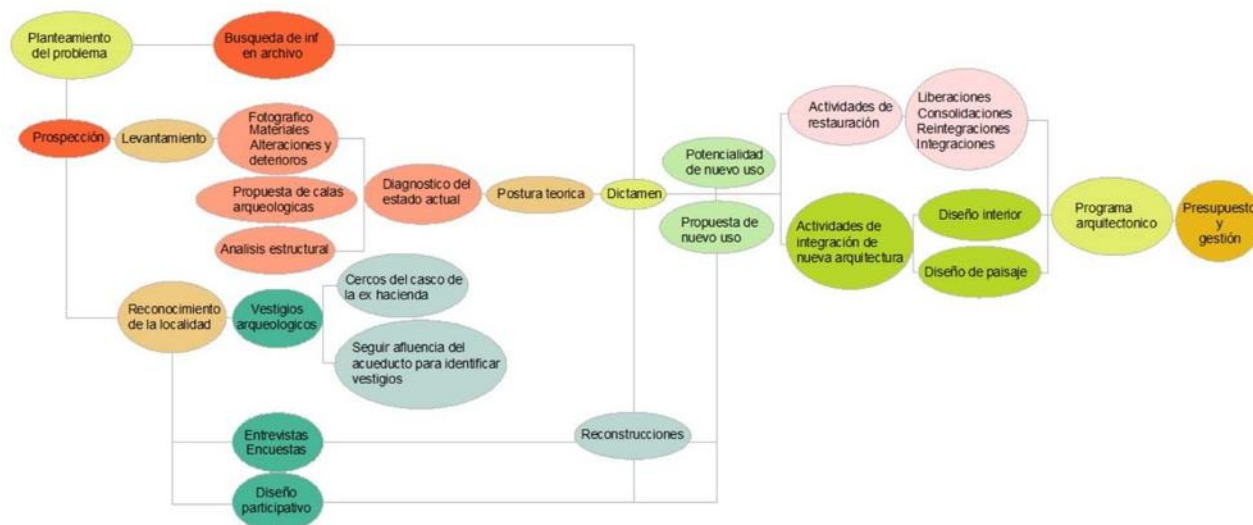 Planteamiento
del problema
Busqueda de inf
en archivo
Prospección
Levantamiento
Fotografico
Materiales
Alteraciones y
deterioros
Propuesta de calas
arqueologicas
Analisis estructural
Diagnostico del
estado actual
Postura teorica
Dictamen
Potencialidad
de nuevo uso
Propuesta de
nuevo uso
Actividades de
restauración
Liberaciones
Consolidaciones
Reintegraciones
Integraciones
Actividades de
integración de
nueva arquitectura
Diseño interior
Diseño de paisaje
Programa
arquitectonico
Presupuesto
y
gestión
Reconocimiento
de la localidad
Vestigios
arqueologicos
Cercos del casco de
la ex hacienda
Seguir afluencia del
acueducto para identificar
vestigios
Entrevistas
Encuestas
Reconstrucciones
Diseño
participativo